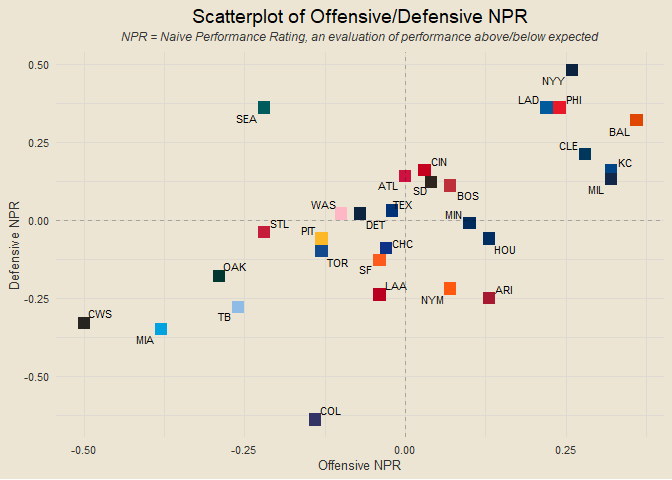 Scatterplot of Offensive/Defensive NPR
NPR = Naive Performance Rating, an evaluation of performance above/below expected
0.50
NYY
LAD PHI
SEA
BAL
0.25
CLE
CIN KC
ATL SD MIL
BOS
WAS TEX
DET MIN
0.00
STL PIT
CHC HOU
TOR SF
OAK
LAA ARI
-0.25
NYM
TB
CWS
MIA
-0.50
COL
Defensive NPR
-0.50 -0.25 0.00 0.25
Offensive NPR